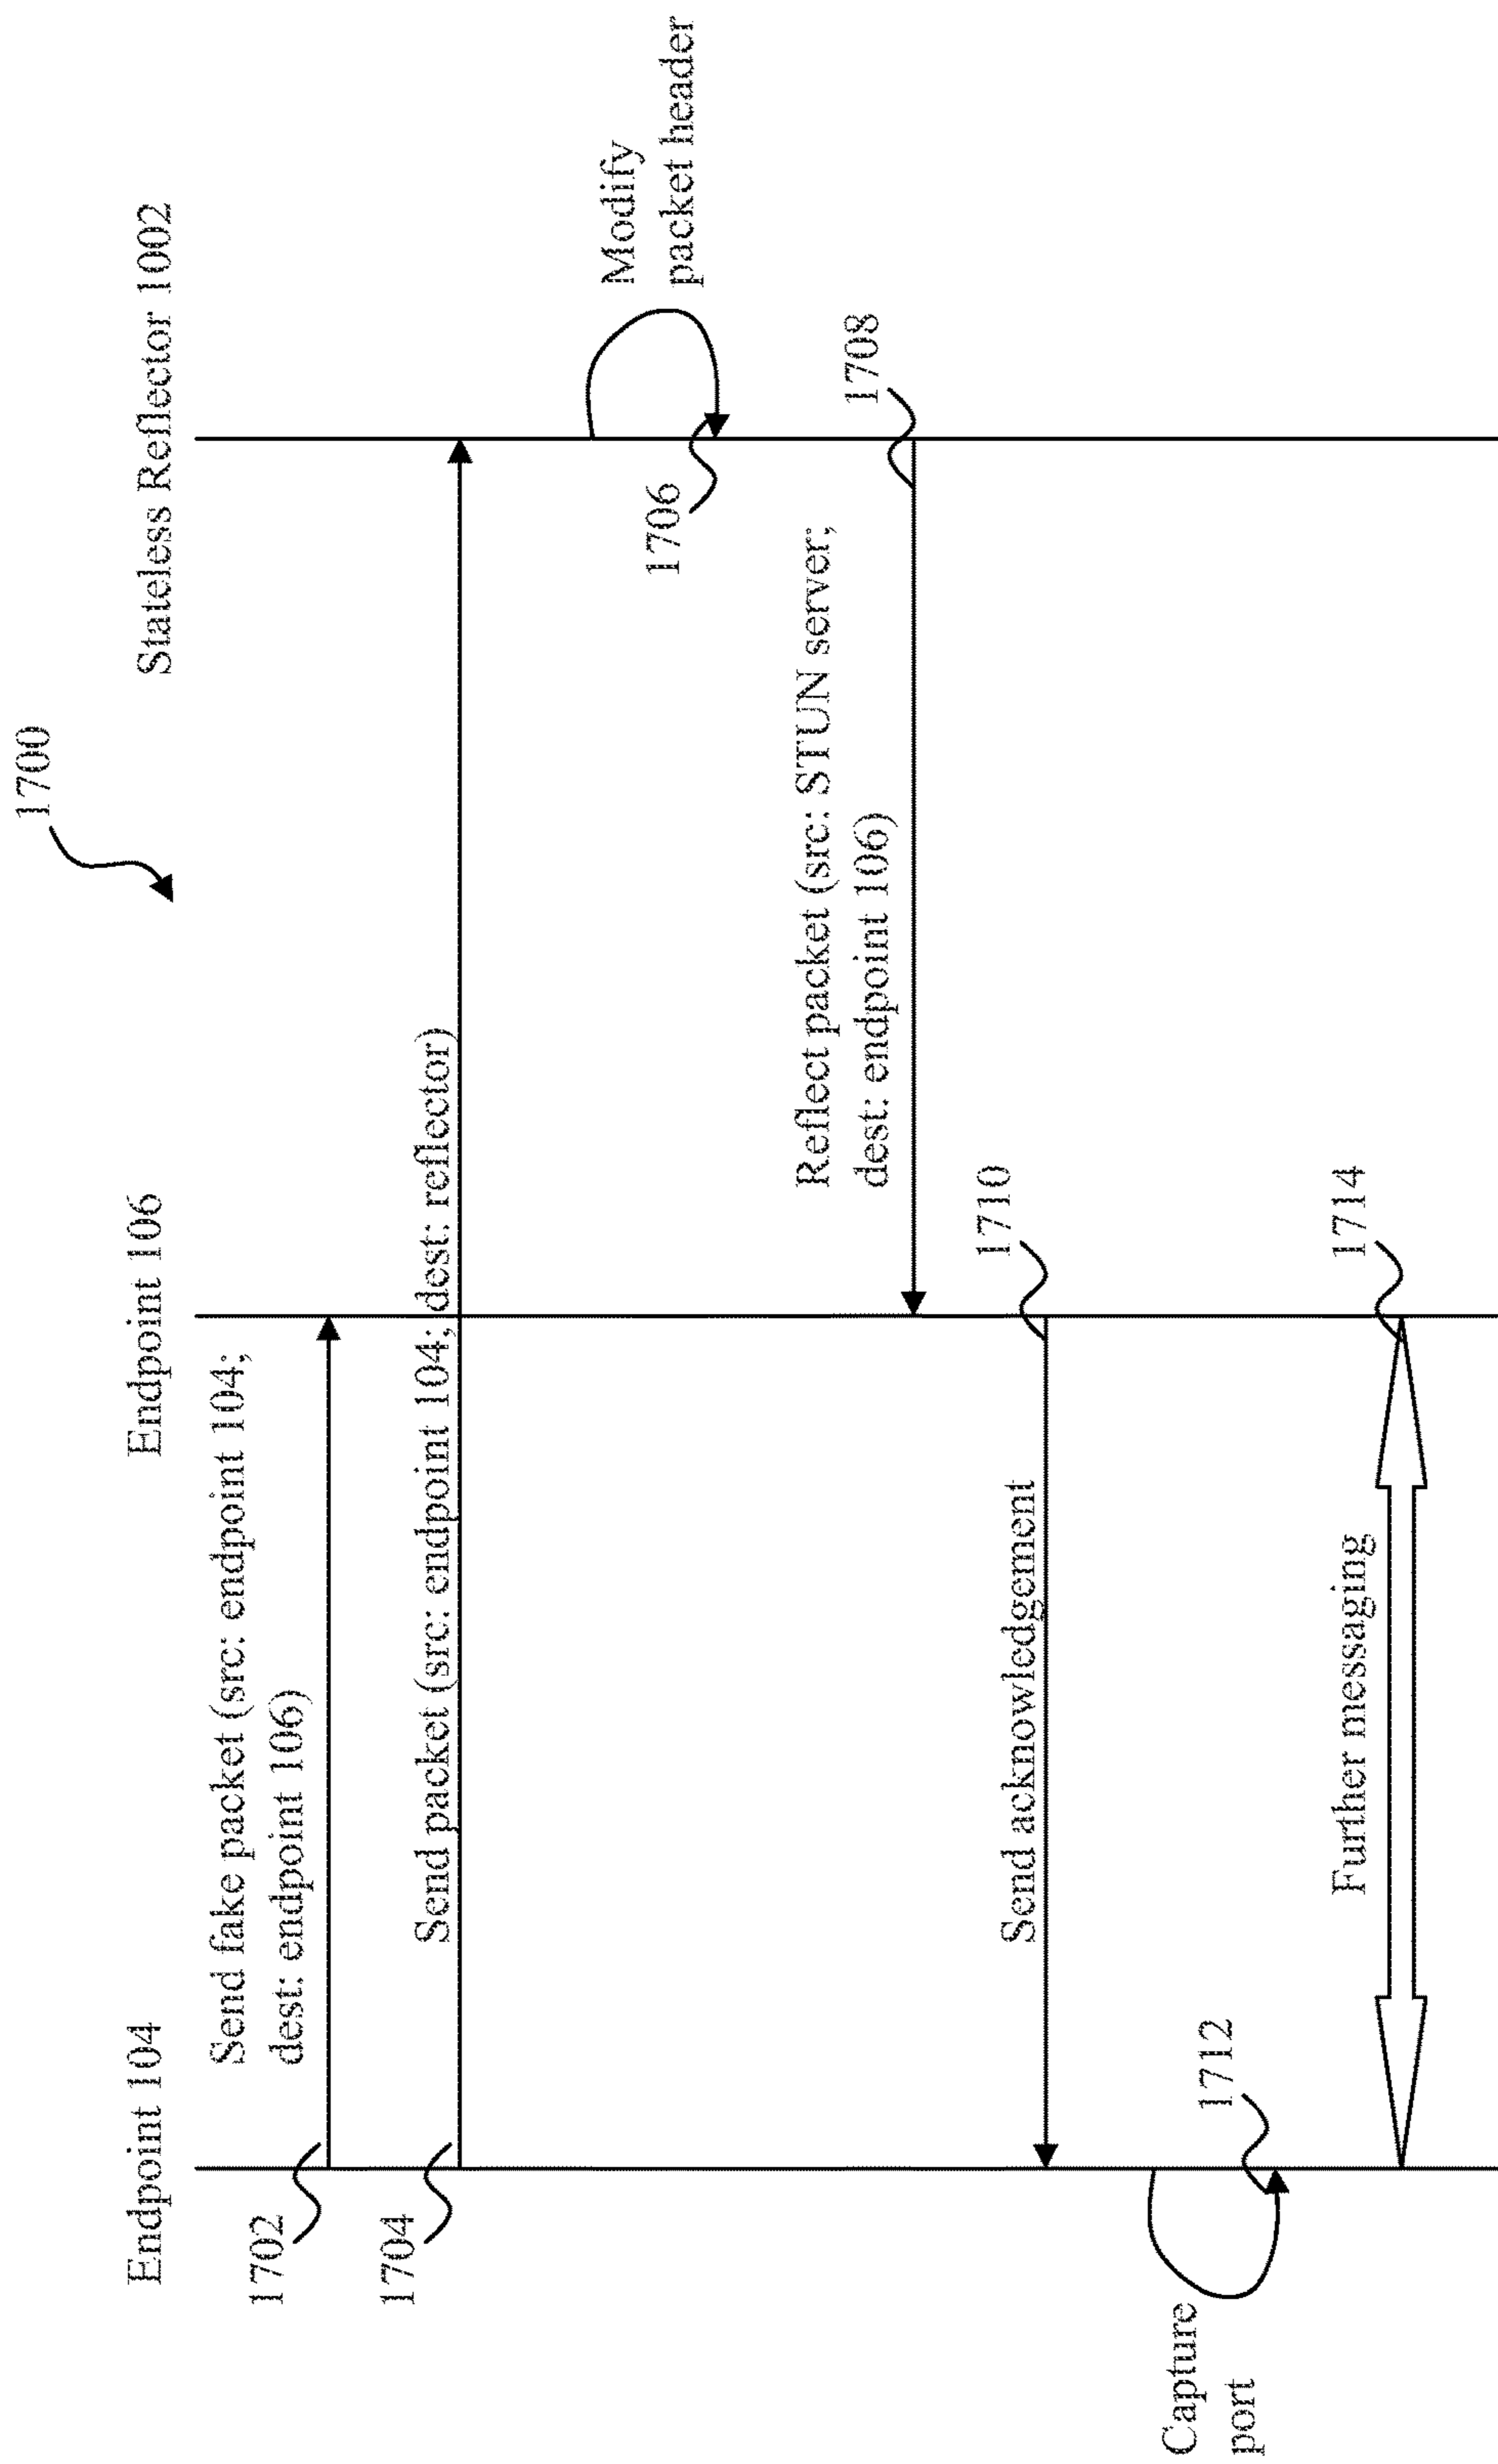 1700
Endpoint 104
Endpoint 106
Stateless Reflector 1002
Send fake packet (src: endpoint 104;
dest: endpoint 106)
1702
Send packet (src: endpoint 104; dest: reflector)
1704
Modify
packet header
1706
Reflect packet (src: STUN server;
dest: endpoint 106)
1708
Send acknowledgement
1710
Capture
port
1712
Further messaging
1714